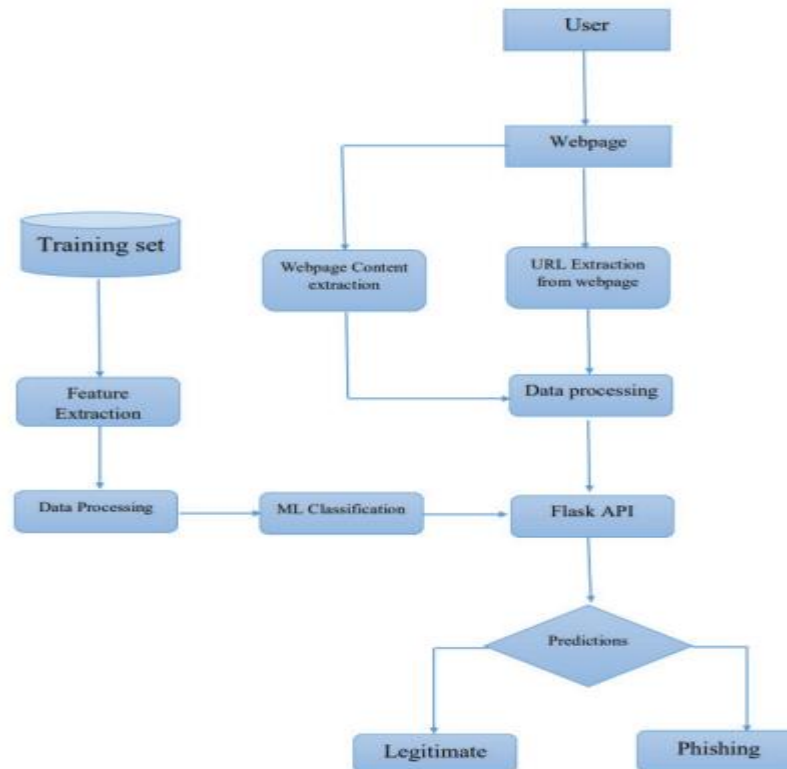 User
Webpage
Training set
Webpage Content
extraction
URL Extraction
from webpage
Feature
Extraction
Data processing
Data Processing
ML Classification
Flask API
Predictions
Legitimate
Phishing